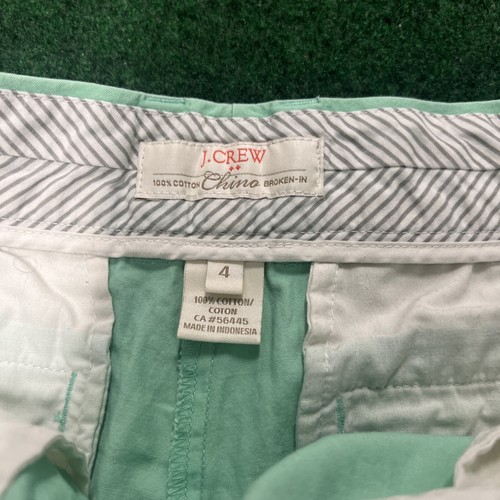 J.CREW
100% COTTON Chino BROKEN-IN
4
100% COTTON/
COTON
CA #56445
MADE IN INDONESIA